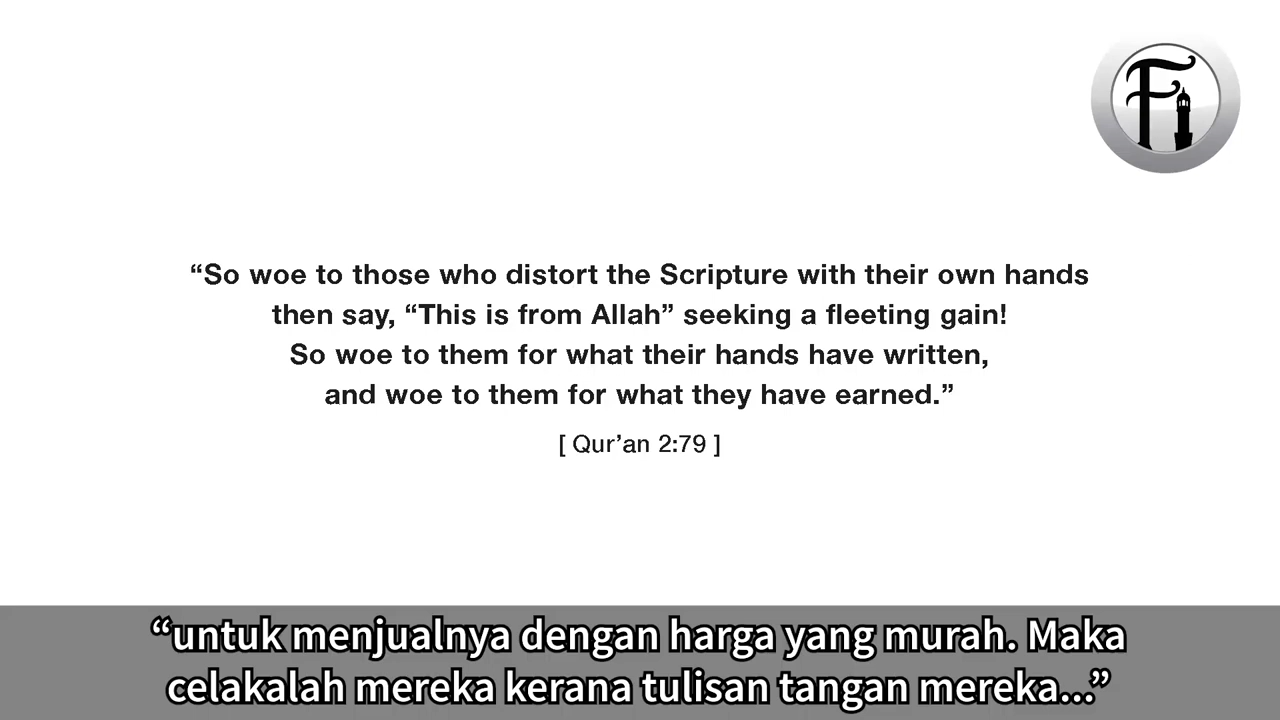 Fi
“So woe to those who distort the Scripture with their own hands
then say, “This is from Allah” seeking a fleeting gain!
So woe to them for what their hands have written,
and woe to them for what they have earned.”
[ Qur’an 2:79 ]
“untuk menjualnya dengan harga yang murah. Maka
celakalah mereka kerana tulisan tangan mereka...”